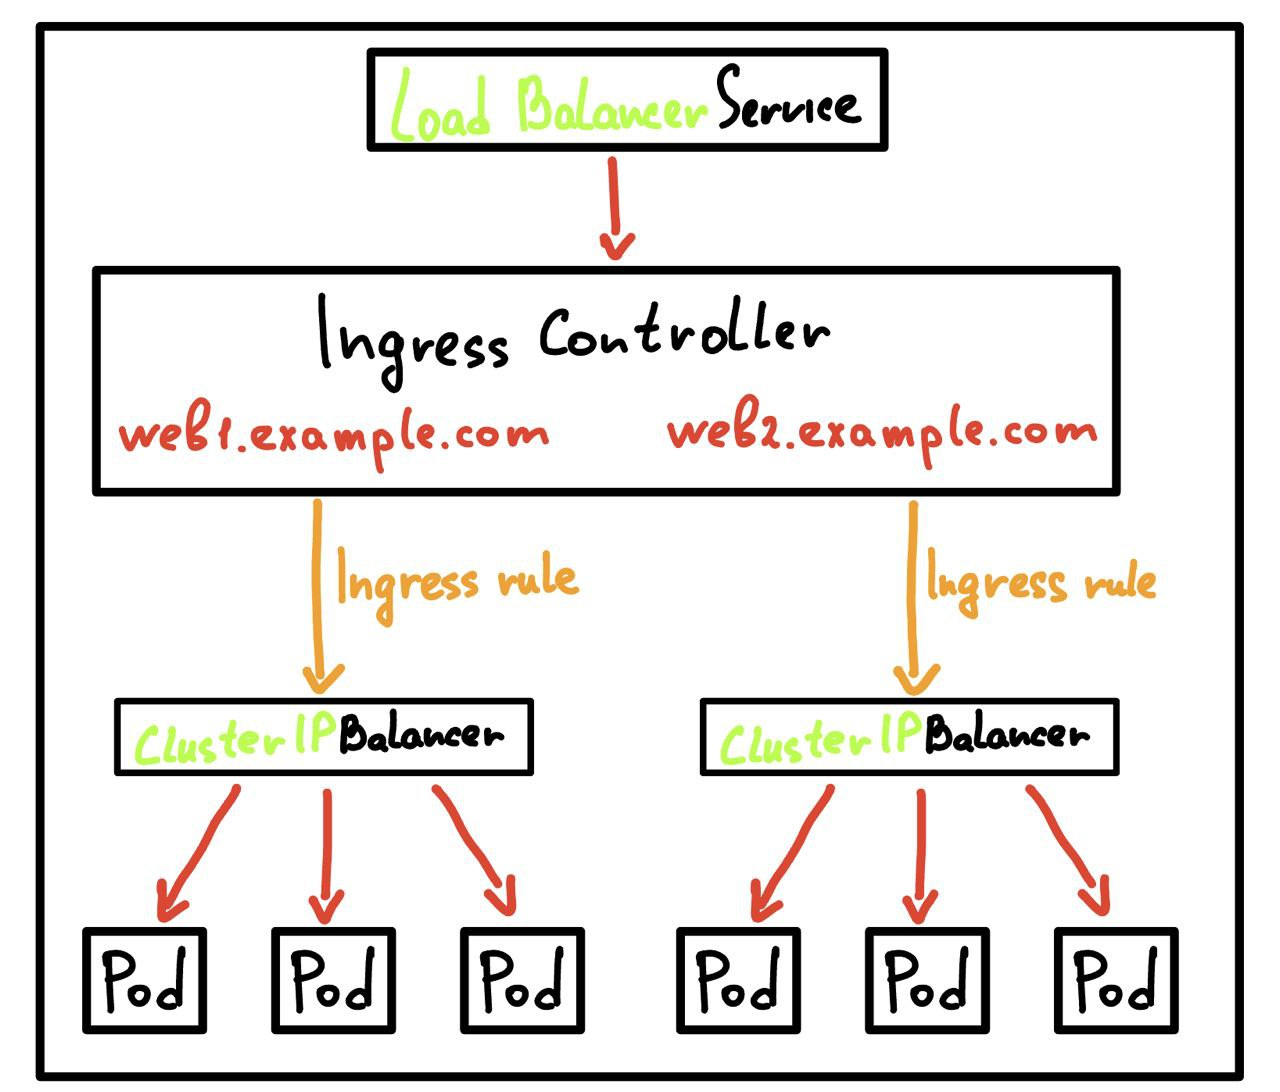 Load Balancer Service
Ingress Controller
web1.example.com
web2.example.com
Ingress rule
Ingress rule
Cluster IP Balancer
Cluster IP Balancer
Pod
Pod
Pod
Pod
Pod
Pod